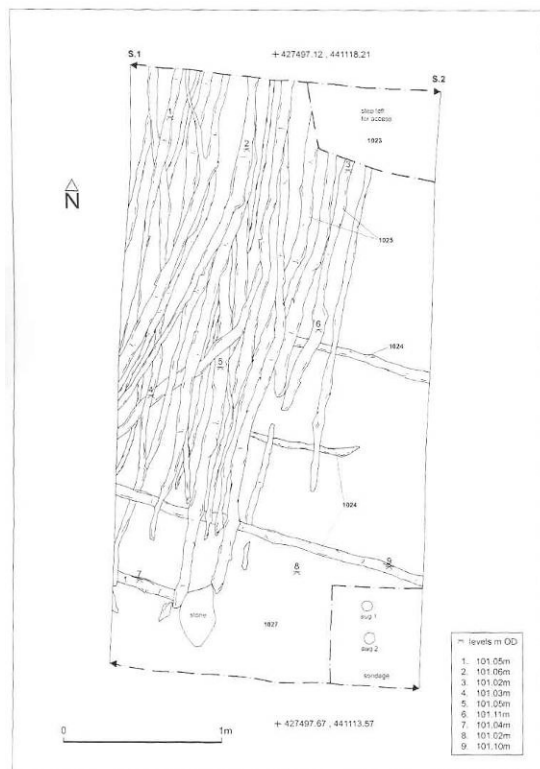 S.1
+ 427497.12 , 441118.21
S.2
step left
for access
1023
1
2
3
N
1025
6
1024
5
4
1024
7
8
9
stone
1027
aug 1
aug 2
sondage
levels m OD
1. 101.05m
2. 101.06m
3. 101.02m
4. 101.03m
5. 101.05m
6. 101.11m
7. 101.04m
8. 101.02m
9. 101.10m
0 1m
+ 427497.67 , 441113.57